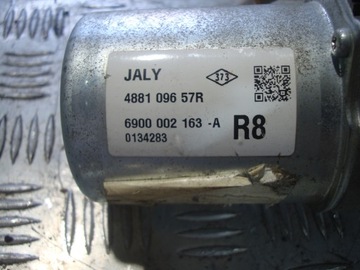 JALY
373
4881 096 57R
6900 002 163 -A
R8
0134283